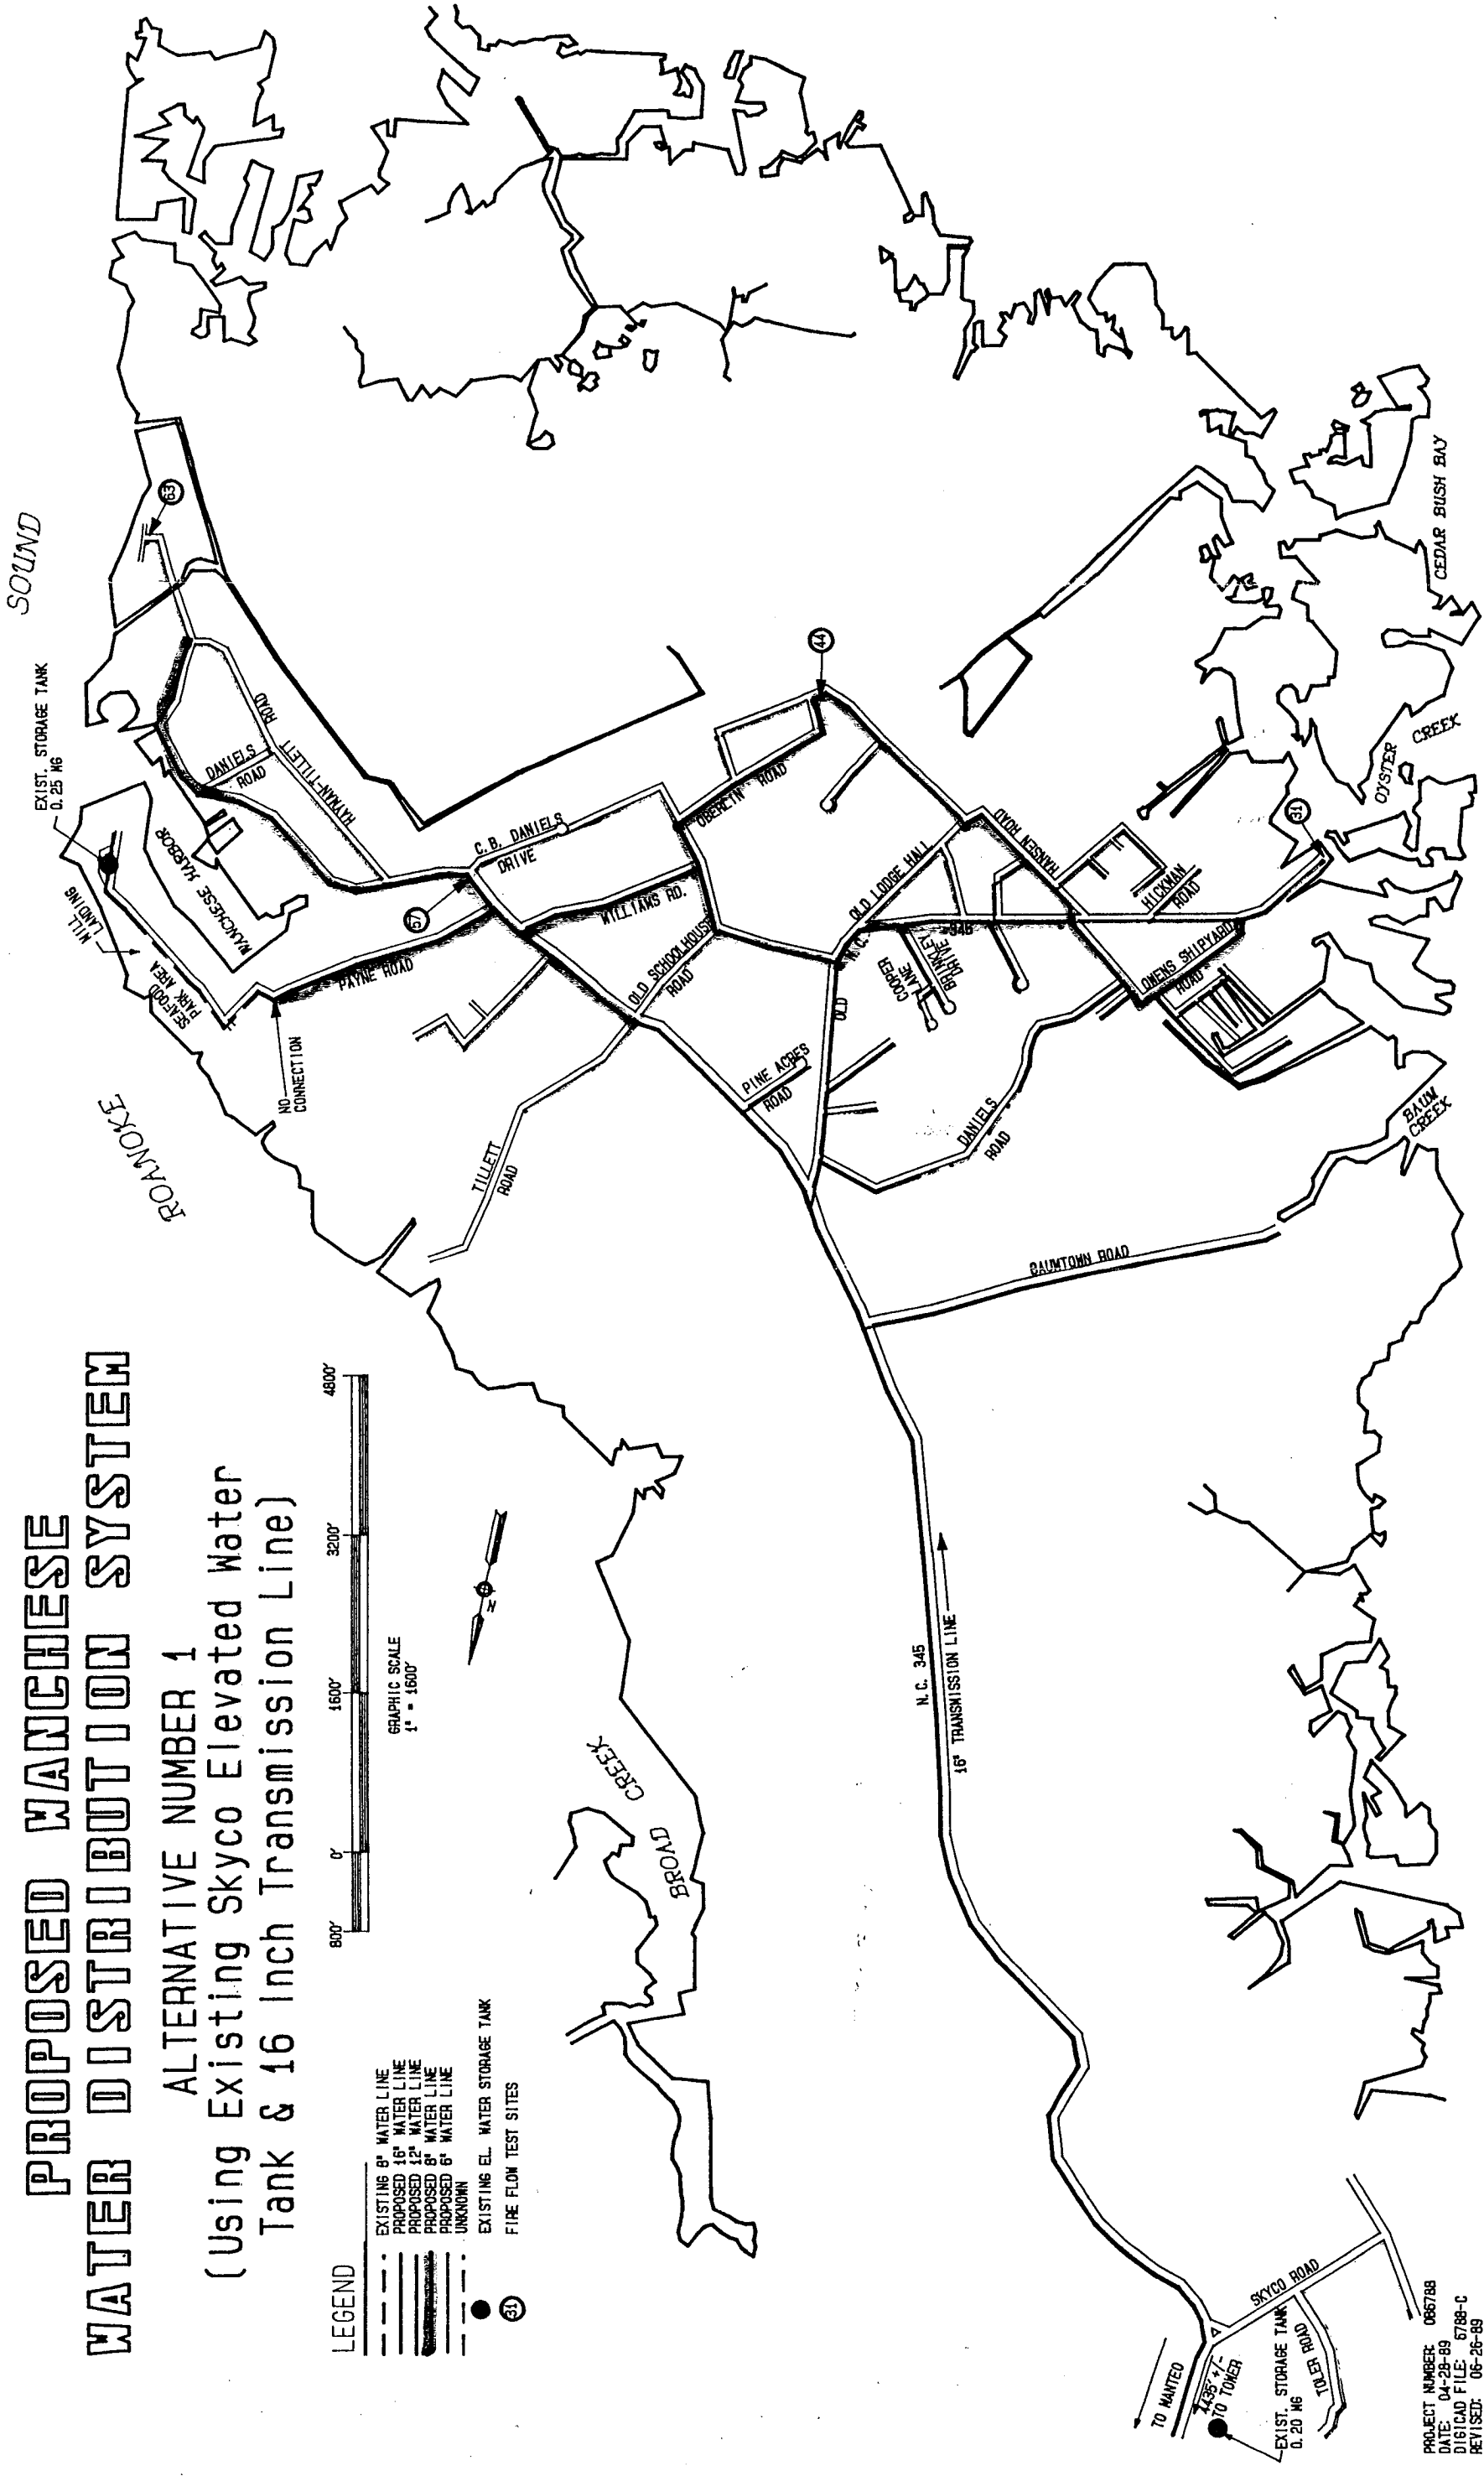 PROPOSED WANCHESE
WATER DISTRIBUTION SYSTEM
ALTERNATIVE NUMBER 1
(Using Existing Skyco Elevated Water
Tank & 16 Inch Transmission Line)
800'
0'
1600'
3200'
4800'
GRAPHIC SCALE
1" = 1600'
N
LEGEND
EXISTING 8" WATER LINE
PROPOSED 16" WATER LINE
PROPOSED 12" WATER LINE
PROPOSED 8" WATER LINE
PROPOSED 6" WATER LINE
UNKNOWN
EXISTING EL. WATER STORAGE TANK
31
FIRE FLOW TEST SITES
ROANOKE
SOUND
EXIST. STORAGE TANK
0.25 MG
MILL
LANDING
SEAFOOD
PARK AREA
WANCHESE HARBOR
NO
CONNECTION
PAYNE ROAD
57
63
DANIELS
ROAD
HAYMAN-TILLETT
ROAD
C.B. DANIELS
DRIVE
WILLIAMS RD.
OBERLIN ROAD
44
OLD SCHOOLHOUSE
ROAD
TILLETT
ROAD
PINE ACRES
ROAD
OLD
N.C.
345
OLD LODGE HALL
COOPER
LANE
BRINKLEY
DRIVE
HANSEN ROAD
HICKMAN
ROAD
OWENS SHIPYARD
ROAD
DANIELS
ROAD
31
OYSTER
CREEK
CEDAR BUSH BAY
BAUM
CREEK
BAUMTOWN ROAD
BROAD
CREEK
N.C. 345
16" TRANSMISSION LINE
TO MANTEO
4435' +/-
TO TOWER
EXIST. STORAGE TANK
0.20 MG
SKYCO ROAD
TOLER ROAD
PROJECT NUMBER: 086788
DATE: 04-28-89
DIGICAD FILE: 6788-C
REVISED: 06-26-89